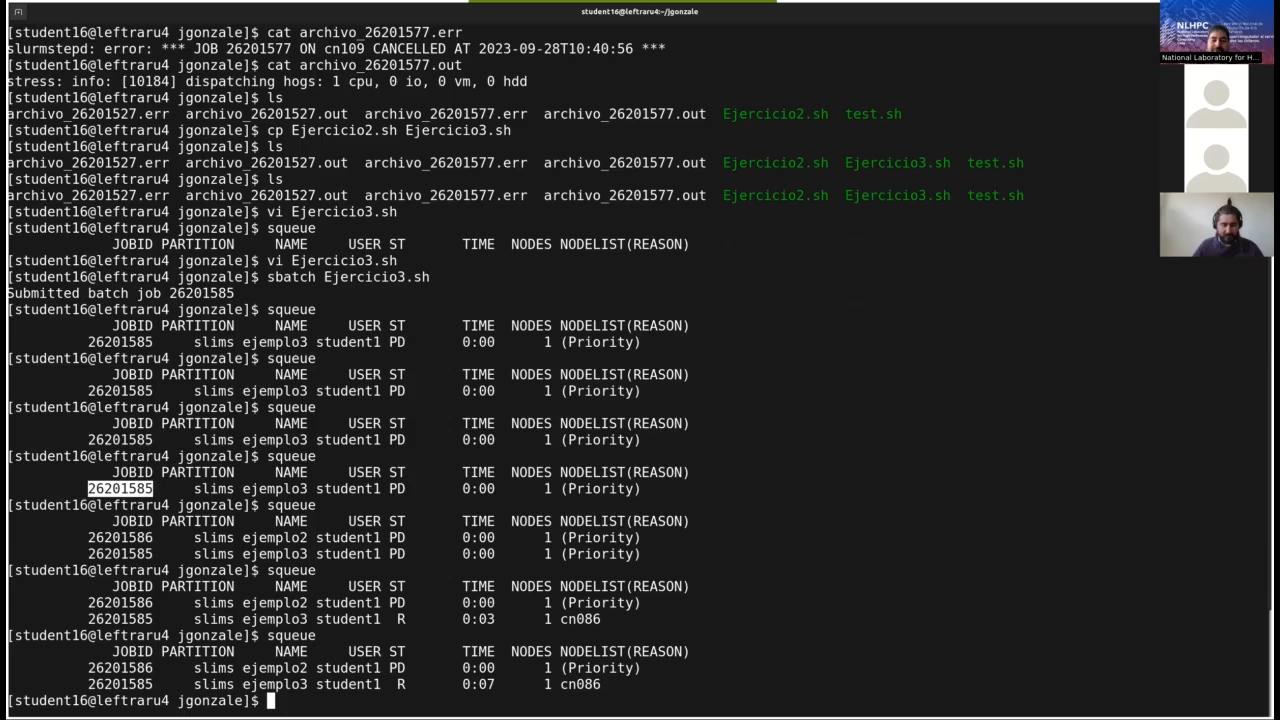 student16@leftraru4:~/jgonzale
[student16@leftraru4 jgonzale]$ cat archivo_26201577.err
slurmstepd: error: *** JOB 26201577 ON cn109 CANCELLED AT 2023-09-28T10:40:56 ***
[student16@leftraru4 jgonzale]$ cat archivo_26201577.out
stress: info: [10184] dispatching hogs: 1 cpu, 0 io, 0 vm, 0 hdd
[student16@leftraru4 jgonzale]$ ls
archivo_26201527.err archivo_26201527.out archivo_26201577.err archivo_26201577.out Ejercicio2.sh test.sh
[student16@leftraru4 jgonzale]$ cp Ejercicio2.sh Ejercicio3.sh
[student16@leftraru4 jgonzale]$ ls
archivo_26201527.err archivo_26201527.out archivo_26201577.err archivo_26201577.out Ejercicio2.sh Ejercicio3.sh test.sh
[student16@leftraru4 jgonzale]$ ls
archivo_26201527.err archivo_26201527.out archivo_26201577.err archivo_26201577.out Ejercicio2.sh Ejercicio3.sh test.sh
[student16@leftraru4 jgonzale]$ vi Ejercicio3.sh
[student16@leftraru4 jgonzale]$ squeue
JOBID PARTITION NAME USER ST TIME NODES NODELIST(REASON)
[student16@leftraru4 jgonzale]$ vi Ejercicio3.sh
[student16@leftraru4 jgonzale]$ sbatch Ejercicio3.sh
Submitted batch job 26201585
[student16@leftraru4 jgonzale]$ squeue
JOBID PARTITION NAME USER ST TIME NODES NODELIST(REASON)
26201585 slims ejemplo3 student1 PD 0:00 1 (Priority)
[student16@leftraru4 jgonzale]$ squeue
JOBID PARTITION NAME USER ST TIME NODES NODELIST(REASON)
26201585 slims ejemplo3 student1 PD 0:00 1 (Priority)
[student16@leftraru4 jgonzale]$ squeue
JOBID PARTITION NAME USER ST TIME NODES NODELIST(REASON)
26201585 slims ejemplo3 student1 PD 0:00 1 (Priority)
[student16@leftraru4 jgonzale]$ squeue
JOBID PARTITION NAME USER ST TIME NODES NODELIST(REASON)
26201585 slims ejemplo3 student1 PD 0:00 1 (Priority)
[student16@leftraru4 jgonzale]$ squeue
JOBID PARTITION NAME USER ST TIME NODES NODELIST(REASON)
26201586 slims ejemplo2 student1 PD 0:00 1 (Priority)
26201585 slims ejemplo3 student1 PD 0:00 1 (Priority)
[student16@leftraru4 jgonzale]$ squeue
JOBID PARTITION NAME USER ST TIME NODES NODELIST(REASON)
26201586 slims ejemplo2 student1 PD 0:00 1 (Priority)
26201585 slims ejemplo3 student1 R 0:03 1 cn086
[student16@leftraru4 jgonzale]$ squeue
JOBID PARTITION NAME USER ST TIME NODES NODELIST(REASON)
26201586 slims ejemplo2 student1 PD 0:00 1 (Priority)
26201585 slims ejemplo3 student1 R 0:07 1 cn086
[student16@leftraru4 jgonzale]$
NLHPC
National Laboratory for H...